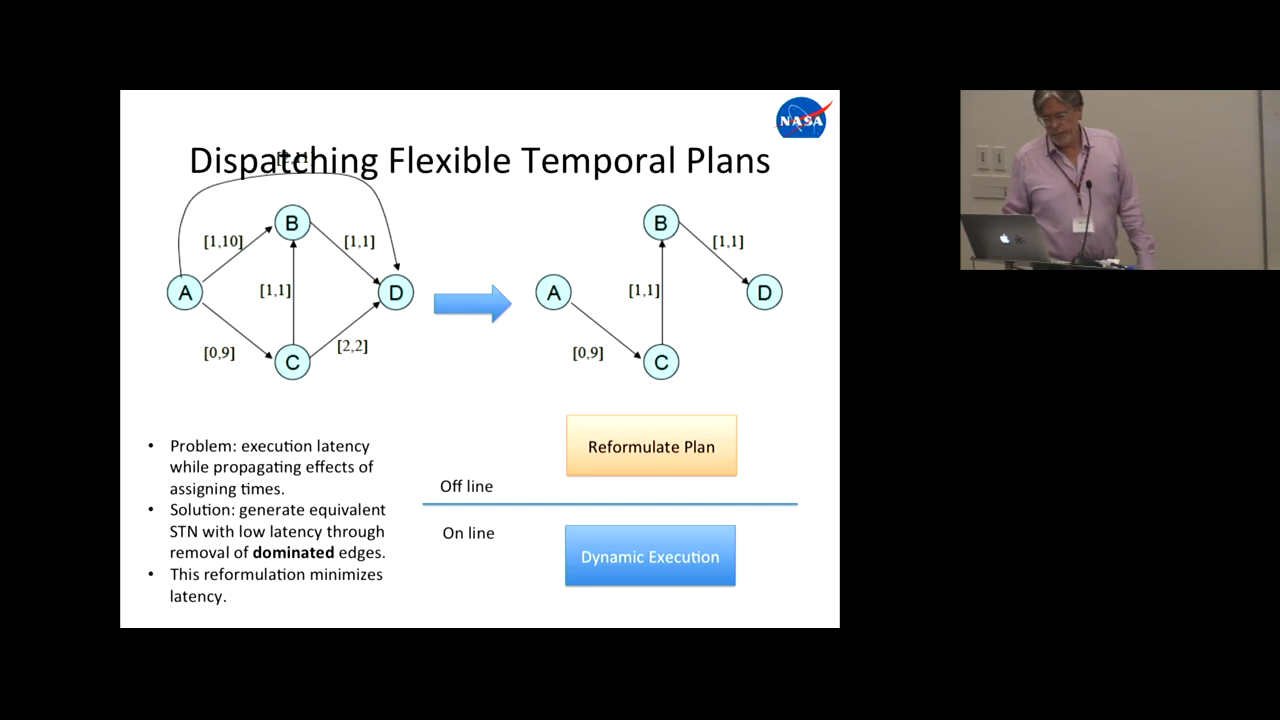 NASA
Dispatching Flexible Temporal Plans
B
[1,10]
[1,1]
A
[1,1]
D
[0,9]
[2,2]
C
B
[1,1]
A
[1,1]
D
[0,9]
C
• Problem: execution latency
while propagating effects of
assigning times.
• Solution: generate equivalent
STN with low latency through
removal of dominated edges.
• This reformulation minimizes
latency.
Reformulate Plan
Off line
On line
Dynamic Execution